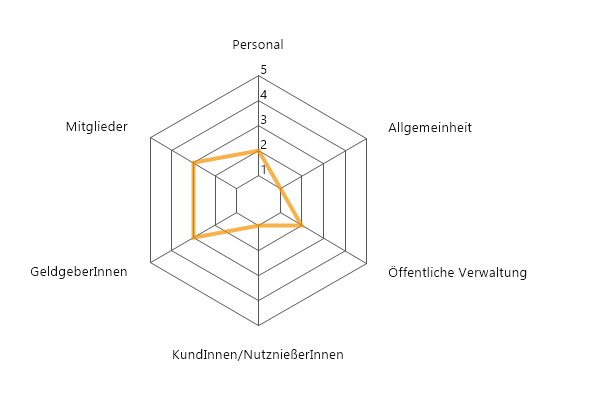 Personal
5
4
3
2
1
Mitglieder
Allgemeinheit
GeldgeberInnen
Öffentliche Verwaltung
KundInnen/NutznießerInnen